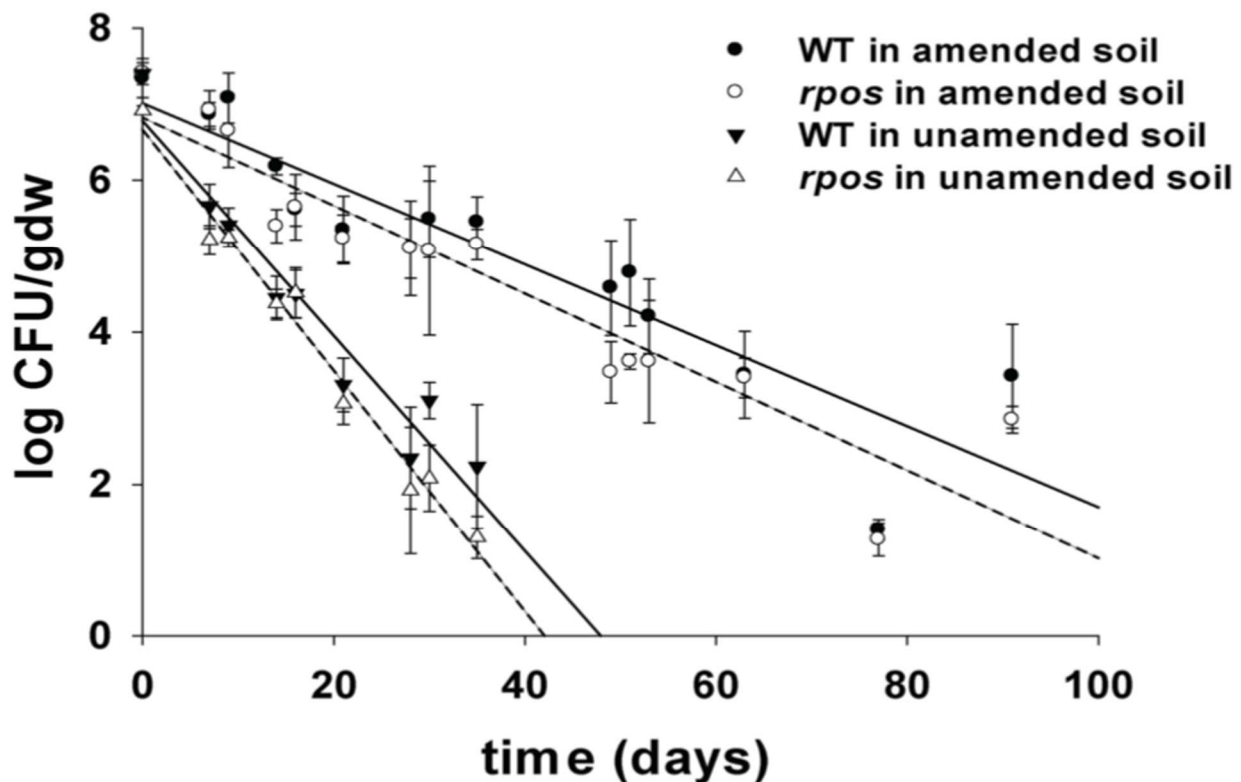 8
6
4
2
0
log CFU/gdw
WT in amended soil
rpos in amended soil
WT in unamended soil
rpos in unamended soil
0 20 40 60 80 100
time (days)